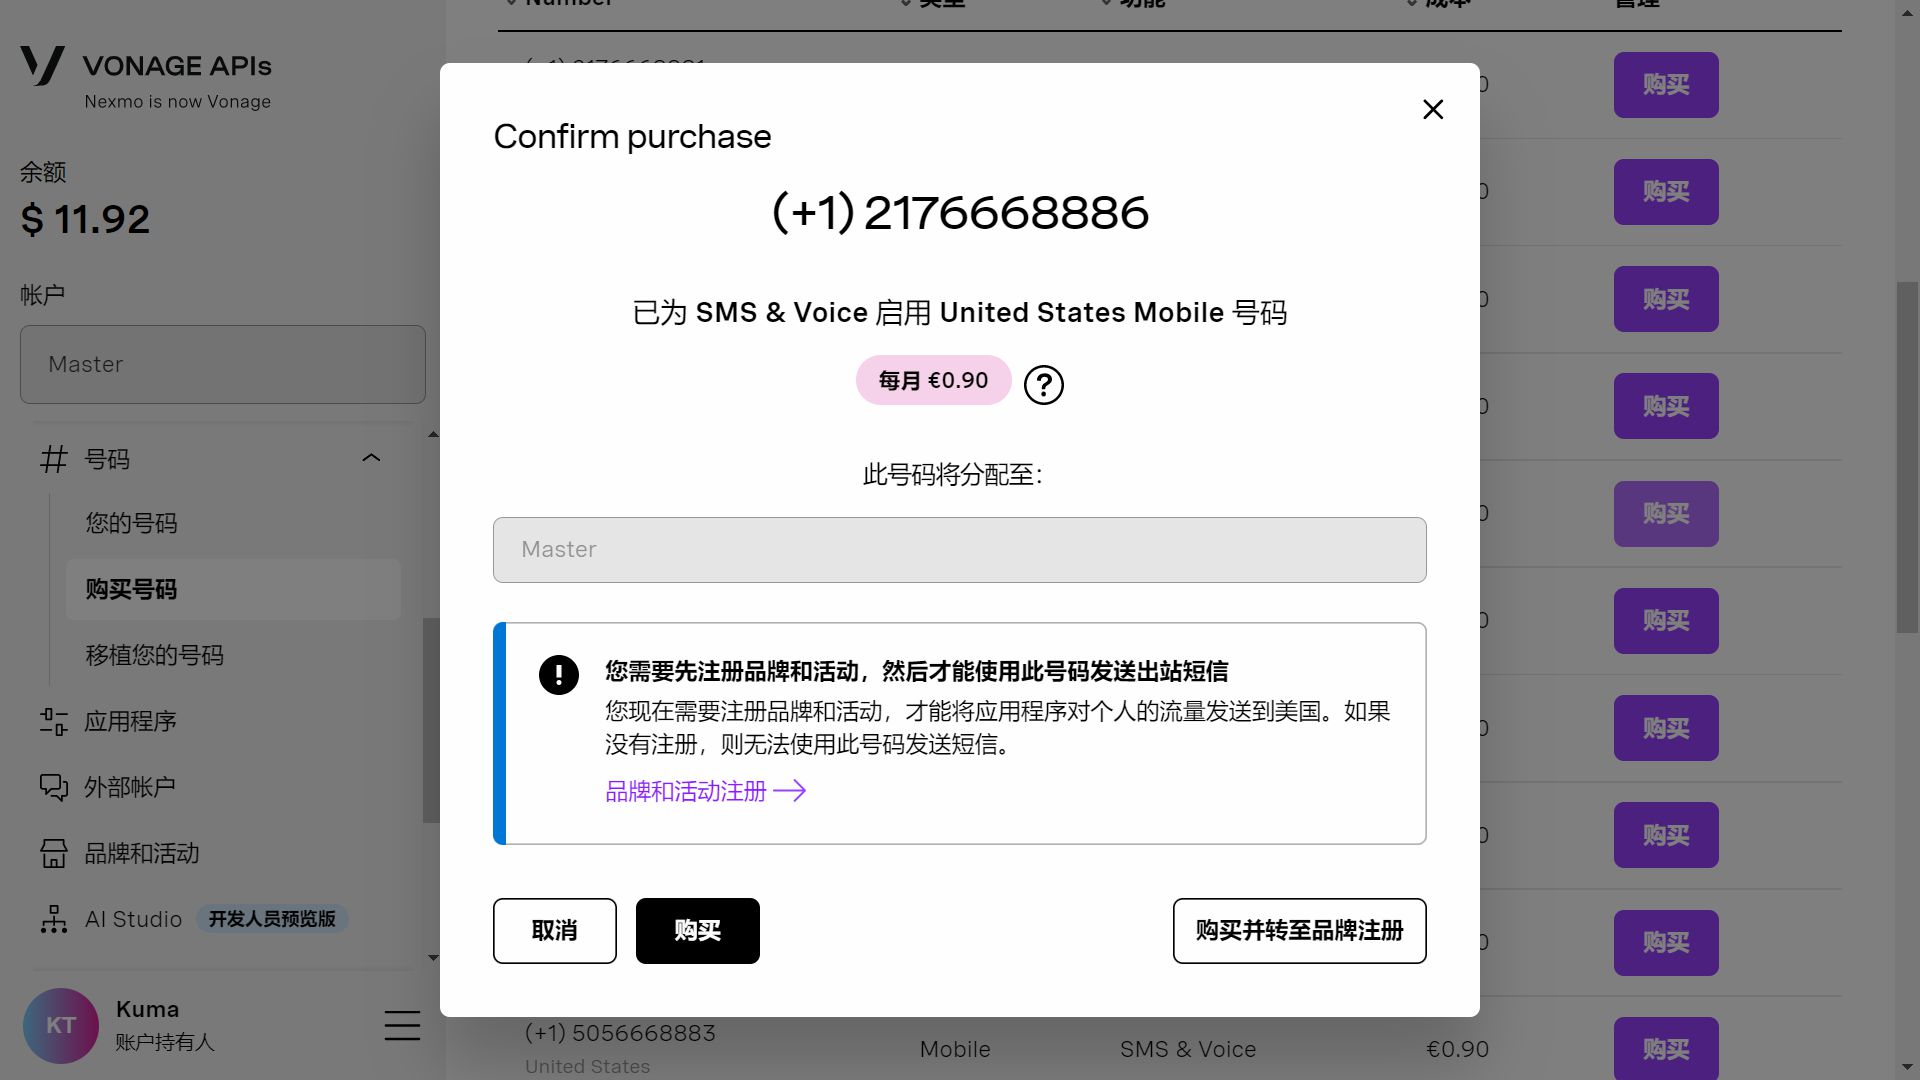 VONAGE APIs
Nexmo is now Vonage
余额
$ 11.92
帐户
Master
号码
您的号码
购买号码
移植您的号码
应用程序
外部帐户
品牌和活动
AI Studio 开发人员预览版
KT
Kuma
账户持有人
Number 类型 功能 成本 管理
购买
购买
购买
购买
购买
购买
购买
购买
购买
Confirm purchase
(+1) 2176668886
已为 SMS & Voice 启用 United States Mobile 号码
每月 €0.90
?
此号码将分配至：
Master
您需要先注册品牌和活动，然后才能使用此号码发送出站短信
您现在需要注册品牌和活动，才能将应用程序对个人的流量发送到美国。如果
没有注册，则无法使用此号码发送短信。
品牌和活动注册
取消
购买
购买并转至品牌注册
(+1) 5056668883
United States
Mobile
SMS & Voice
€0.90
购买